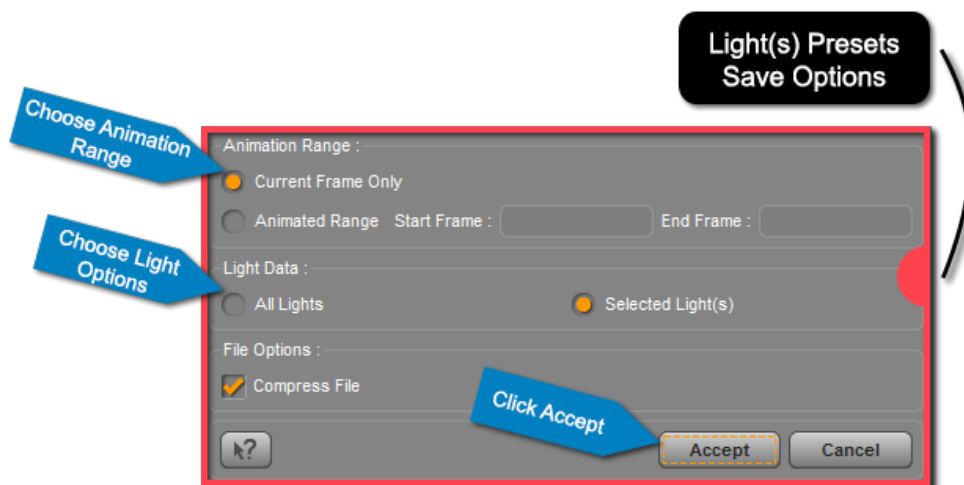 Light(s) Presets
Save Options
Choose Animation
Range
Animation Range :
Current Frame Only
Animated Range Start Frame : End Frame :
Choose Light
Options
Light Data :
All Lights Selected Light(s)
File Options :
Compress File
Click Accept
? Accept Cancel